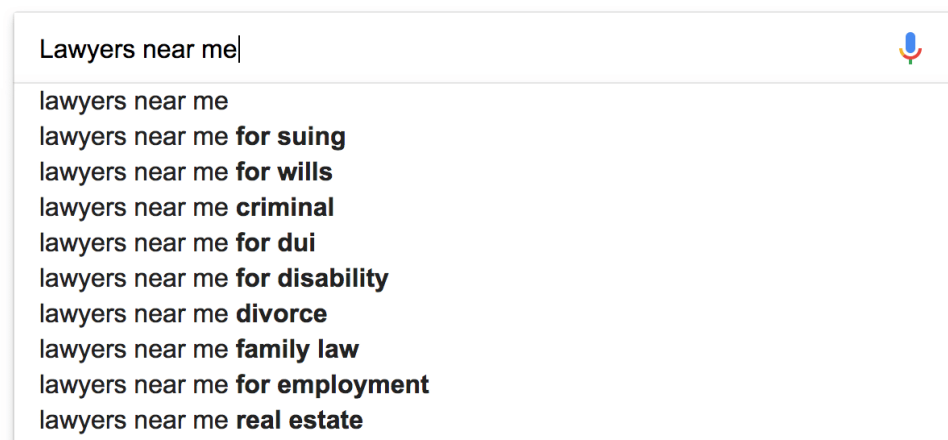 Lawyers near me
lawyers near me
lawyers near me for suing
lawyers near me for wills
lawyers near me criminal
lawyers near me for dui
lawyers near me for disability
lawyers near me divorce
lawyers near me family law
lawyers near me for employment
lawyers near me real estate